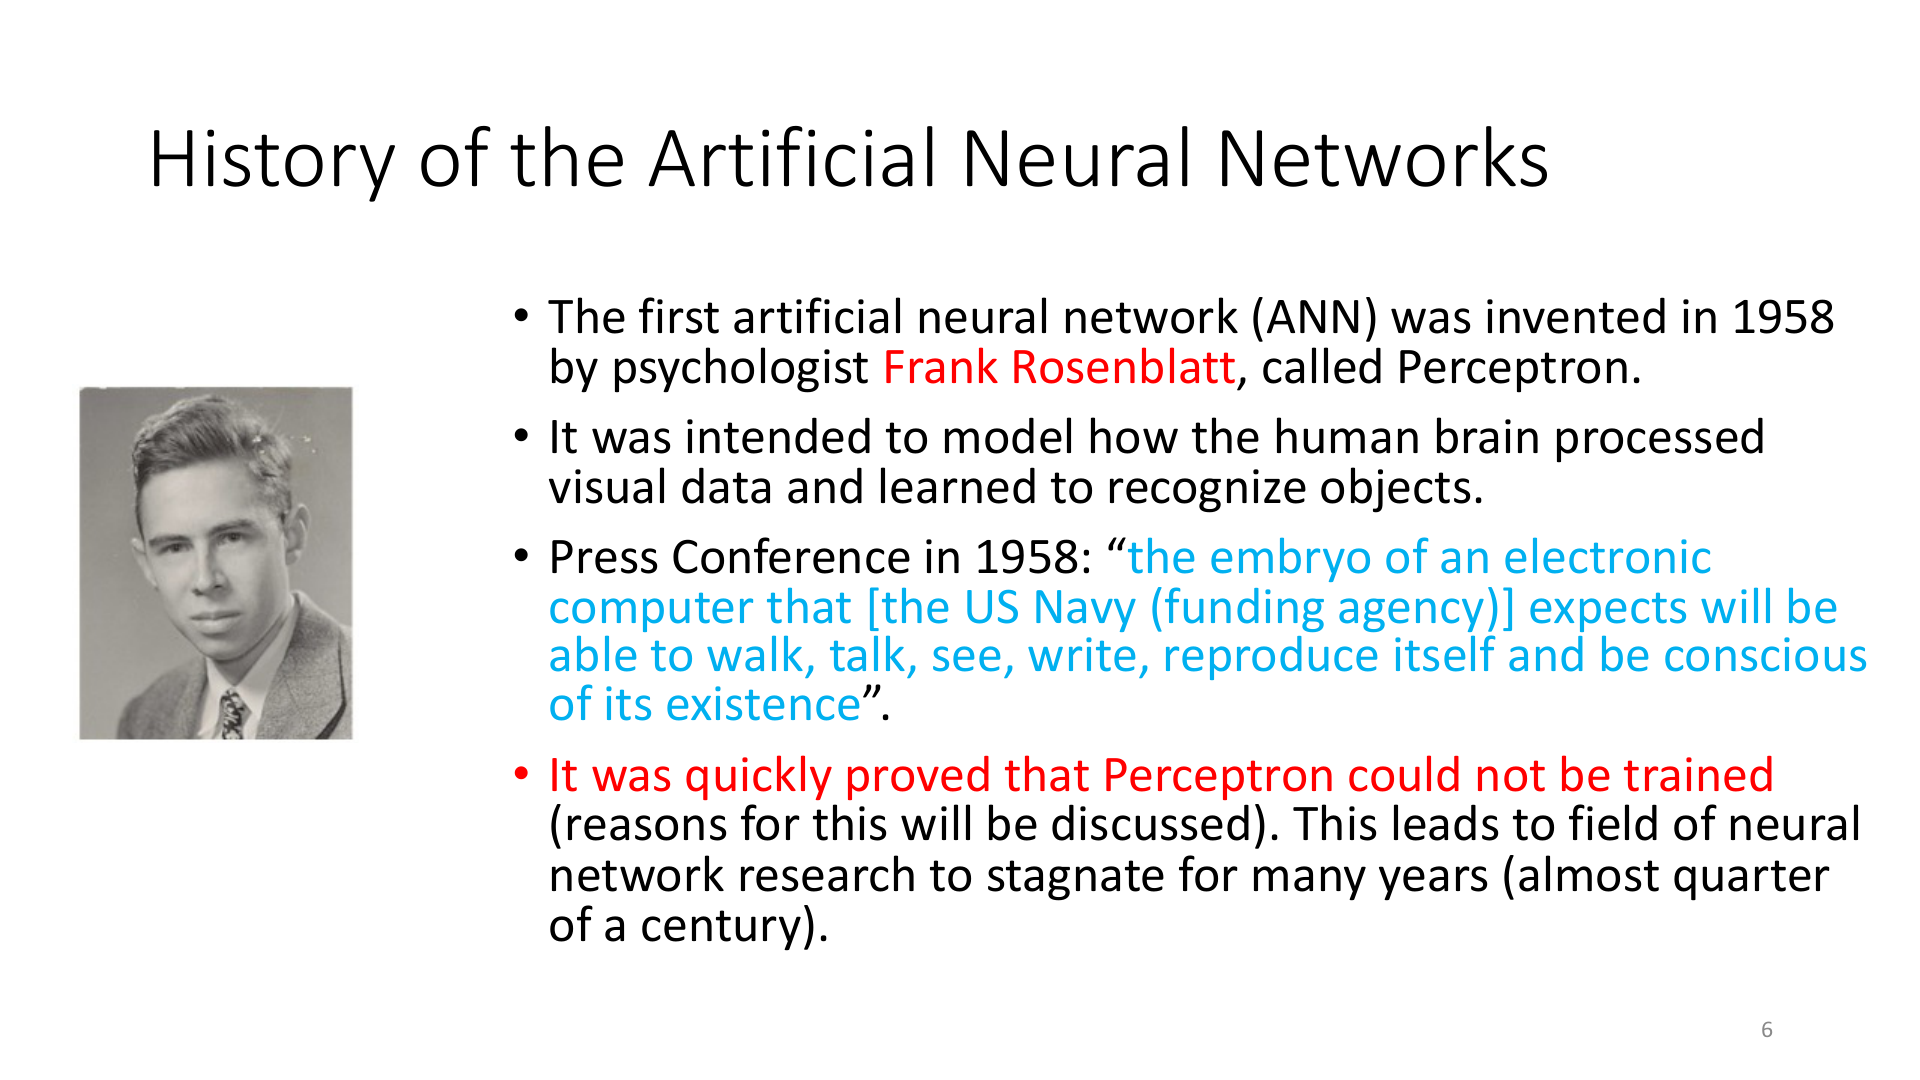 History of the Artificial Neural Networks
• The first artificial neural network (ANN) was invented in 1958
by psychologist Frank Rosenblatt, called Perceptron.
• It was intended to model how the human brain processed
visual data and learned to recognize objects.
• Press Conference in 1958: “the embryo of an electronic
computer that [the US Navy (funding agency)] expects will be
able to walk, talk, see, write, reproduce itself and be conscious
of its existence”.
• It was quickly proved that Perceptron could not be trained
(reasons for this will be discussed). This leads to field of neural
network research to stagnate for many years (almost quarter
of a century).
6